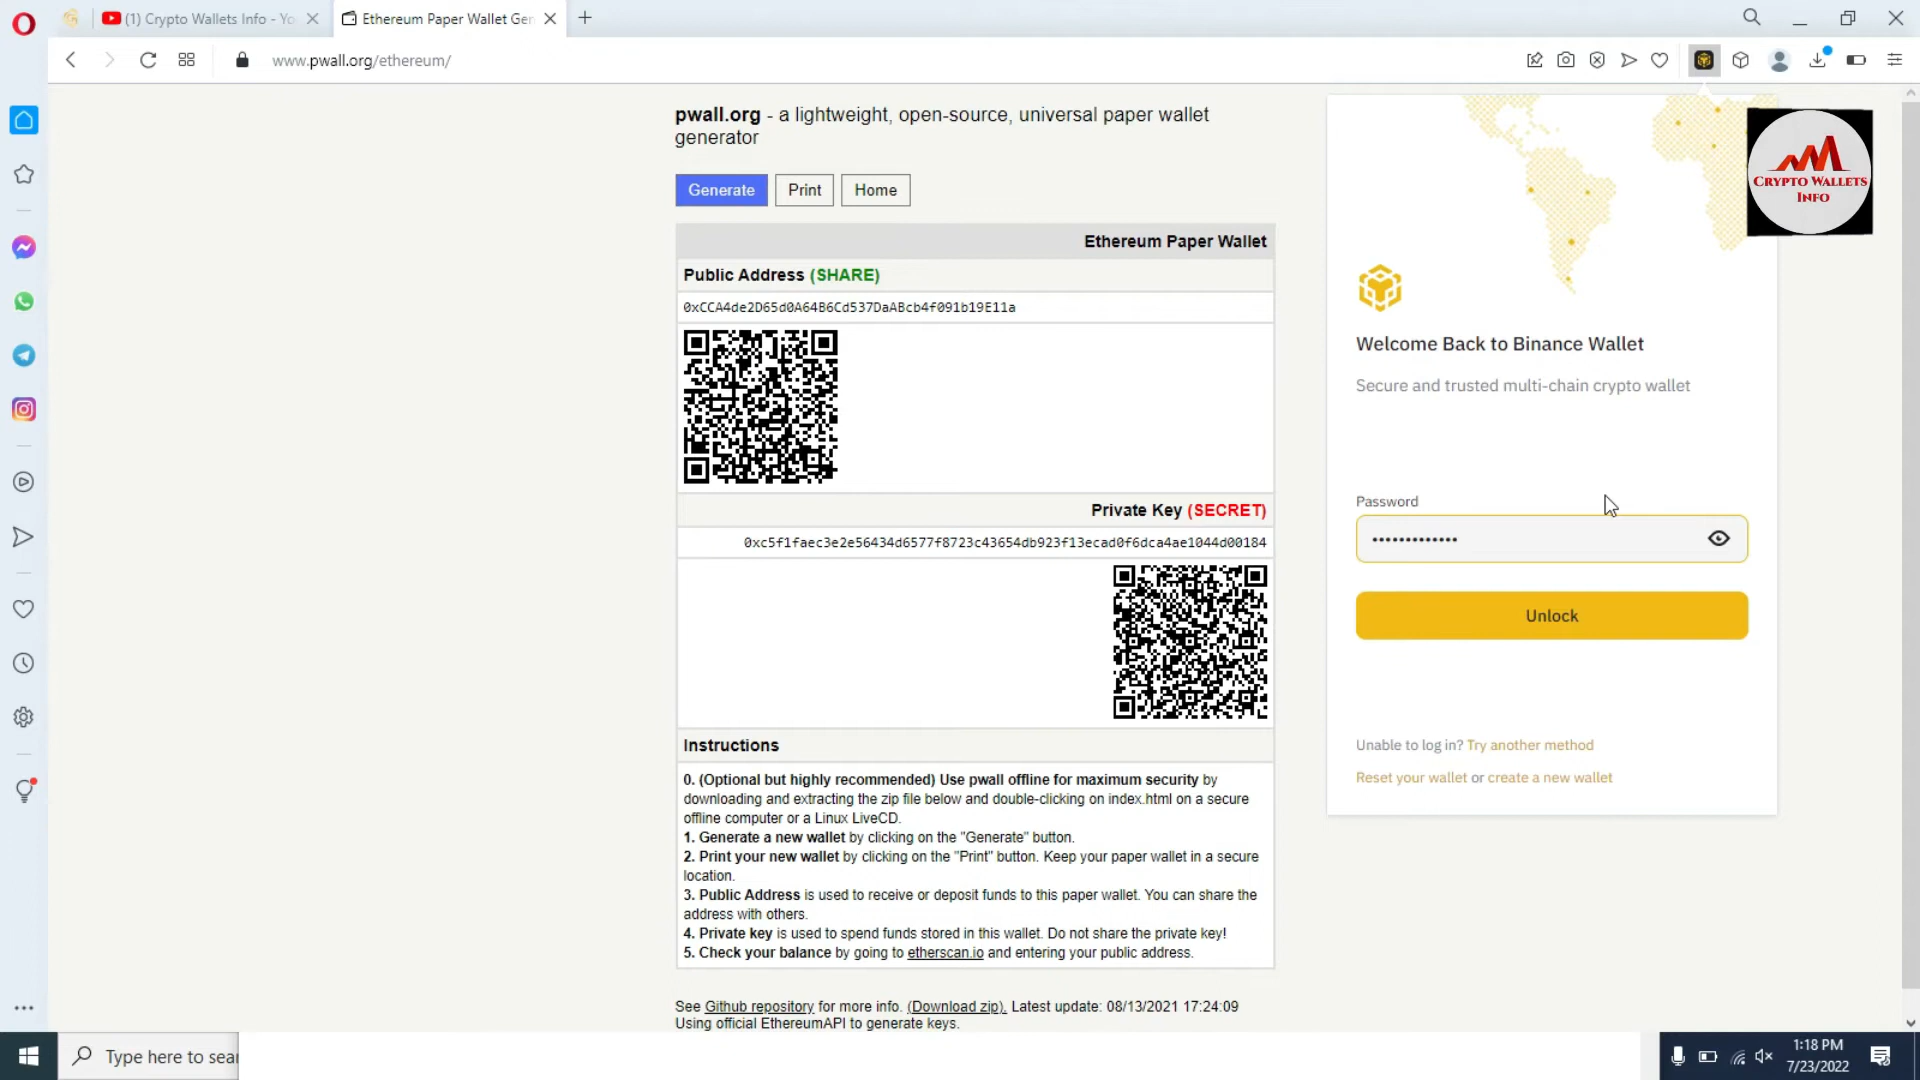 (1) Crypto Wallets Info - Yo
Ethereum Paper Wallet Ger
www.pwall.org/ethereum/
pwall.org - a lightweight, open-source, universal paper wallet
generator
Generate
Print
Home
Ethereum Paper Wallet
Public Address (SHARE)
0xCCA4de2D65d0A64B6Cd537DaABcb4f091b19E11a
Private Key (SECRET)
0xc5f1faec3e2e56434d6577f8723c43654db923f13ecad0f6dca4ae1044d00184
Instructions
0. (Optional but highly recommended) Use pwall offline for maximum security by
downloading and extracting the zip file below and double-clicking on index.html on a secure
offline computer or a Linux LiveCD.
1. Generate a new wallet by clicking on the "Generate" button.
2. Print your new wallet by clicking on the "Print" button. Keep your paper wallet in a secure
location.
3. Public Address is used to receive or deposit funds to this paper wallet. You can share the
address with others.
4. Private key is used to spend funds stored in this wallet. Do not share the private key!
5. Check your balance by going to etherscan.io and entering your public address.
See Github repository for more info. (Download zip). Latest update: 08/13/2021 17:24:09
Using official EthereumAPI to generate keys.
CRYPTO WALLETS
INFO
Welcome Back to Binance Wallet
Secure and trusted multi-chain crypto wallet
Password
•••••••••••••
Unlock
Unable to log in? Try another method
Reset your wallet or create a new wallet
Type here to sear
1:18 PM
7/23/2022